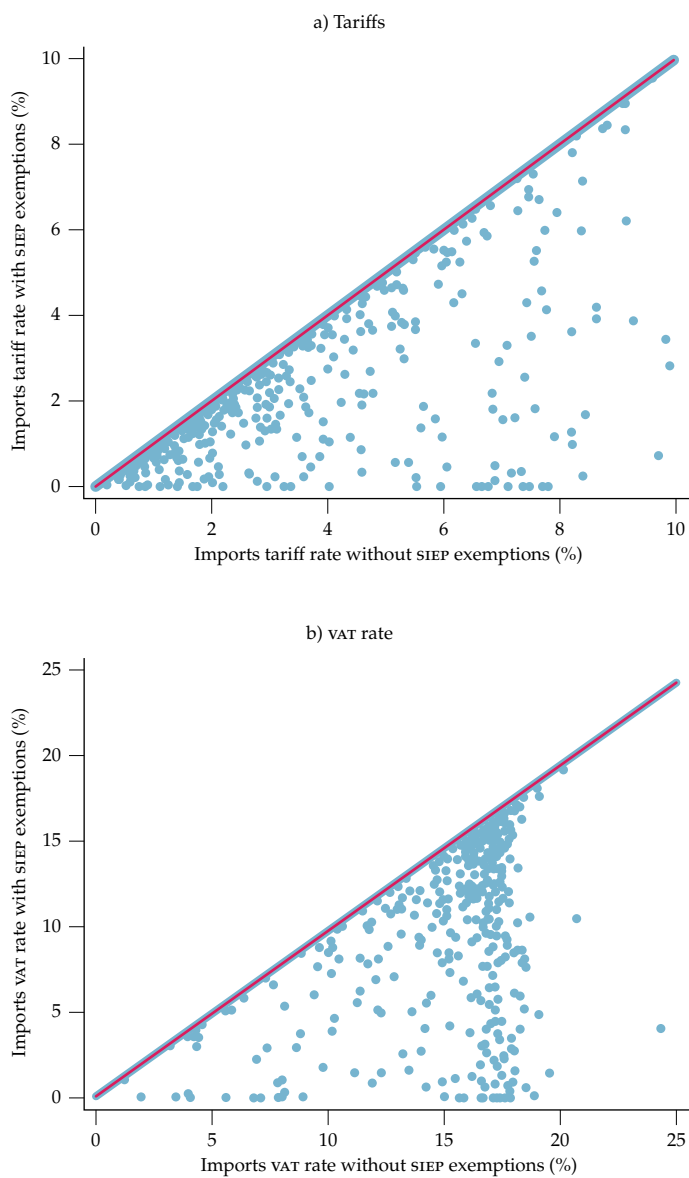 a) Tariffs
Imports tariff rate with SIEP exemptions (%)
10
8
6
4
2
0
0 2 4 6 8 10
Imports tariff rate without SIEP exemptions (%)
b) VAT rate
Imports VAT rate with SIEP exemptions (%)
25
20
15
10
5
0
0 5 10 15 20 25
Imports VAT rate without SIEP exemptions (%)